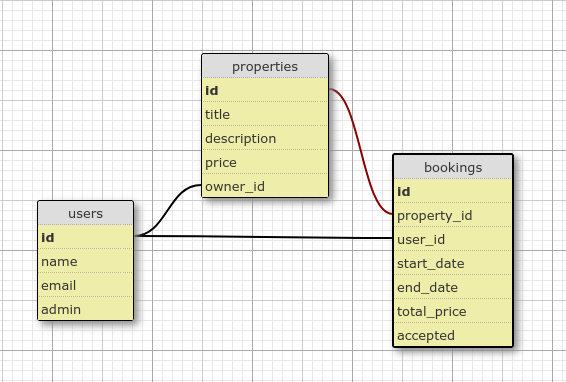 properties
id
title
description
price
owner_id
users
id
name
email
admin
bookings
id
property_id
user_id
start_date
end_date
total_price
accepted